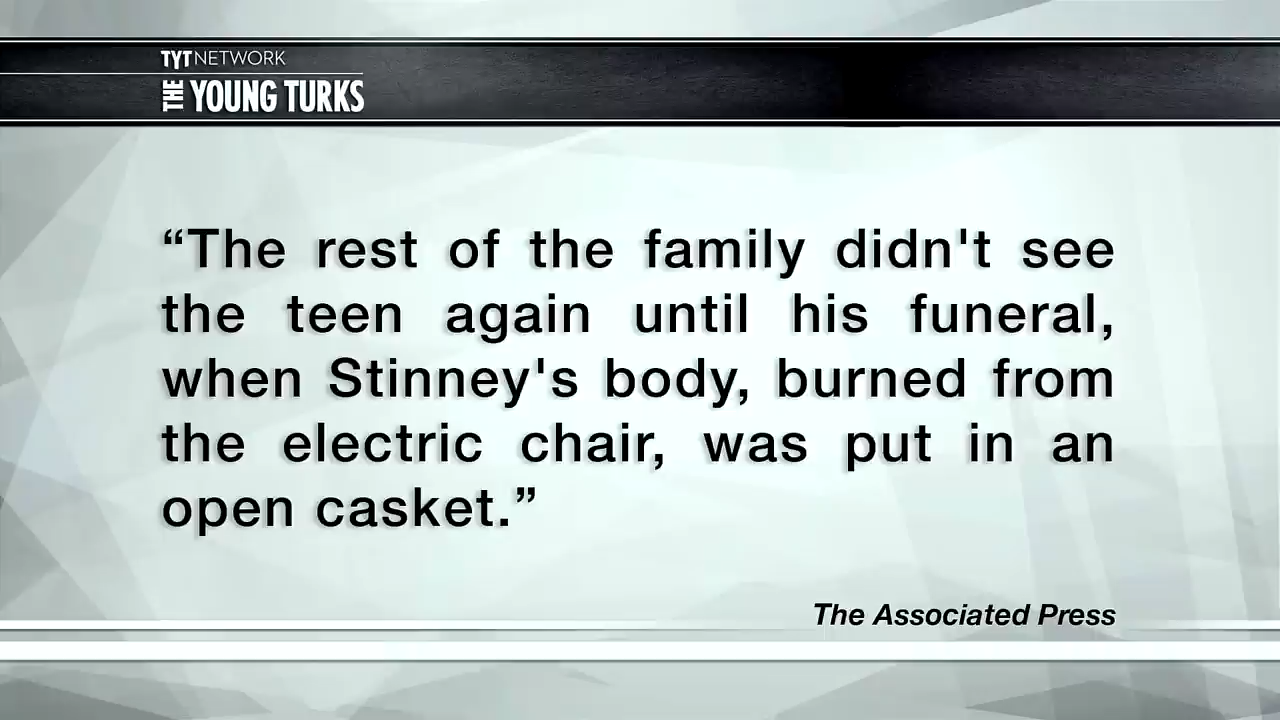 TYT NETWORK
THE YOUNG TURKS
“The rest of the family didn't see
the teen again until his funeral,
when Stinney's body, burned from
the electric chair, was put in an
open casket.”
The Associated Press